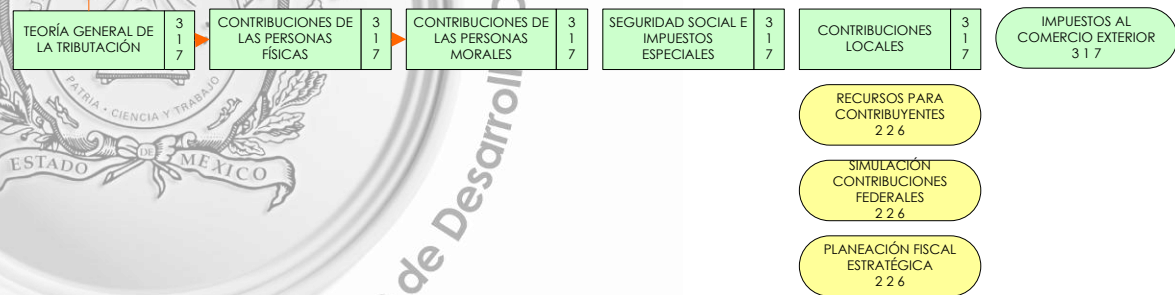 TEORÍA GENERAL DE
LA TRIBUTACIÓN
3
1
7
CONTRIBUCIONES DE
LAS PERSONAS
FÍSICAS
3
1
7
CONTRIBUCIONES DE
LAS PERSONAS
MORALES
3
1
7
SEGURIDAD SOCIAL E
IMPUESTOS
ESPECIALES
3
1
7
CONTRIBUCIONES
LOCALES
3
1
7
IMPUESTOS AL
COMERCIO EXTERIOR
3 1 7
RECURSOS PARA
CONTRIBUYENTES
2 2 6
SIMULACIÓN
CONTRIBUCIONES
FEDERALES
2 2 6
PLANEACIÓN FISCAL
ESTRATÉGICA
2 2 6
PATRIA • CIENCIA Y TRABAJO
ESTADO DE MÉXICO
de Desarroll